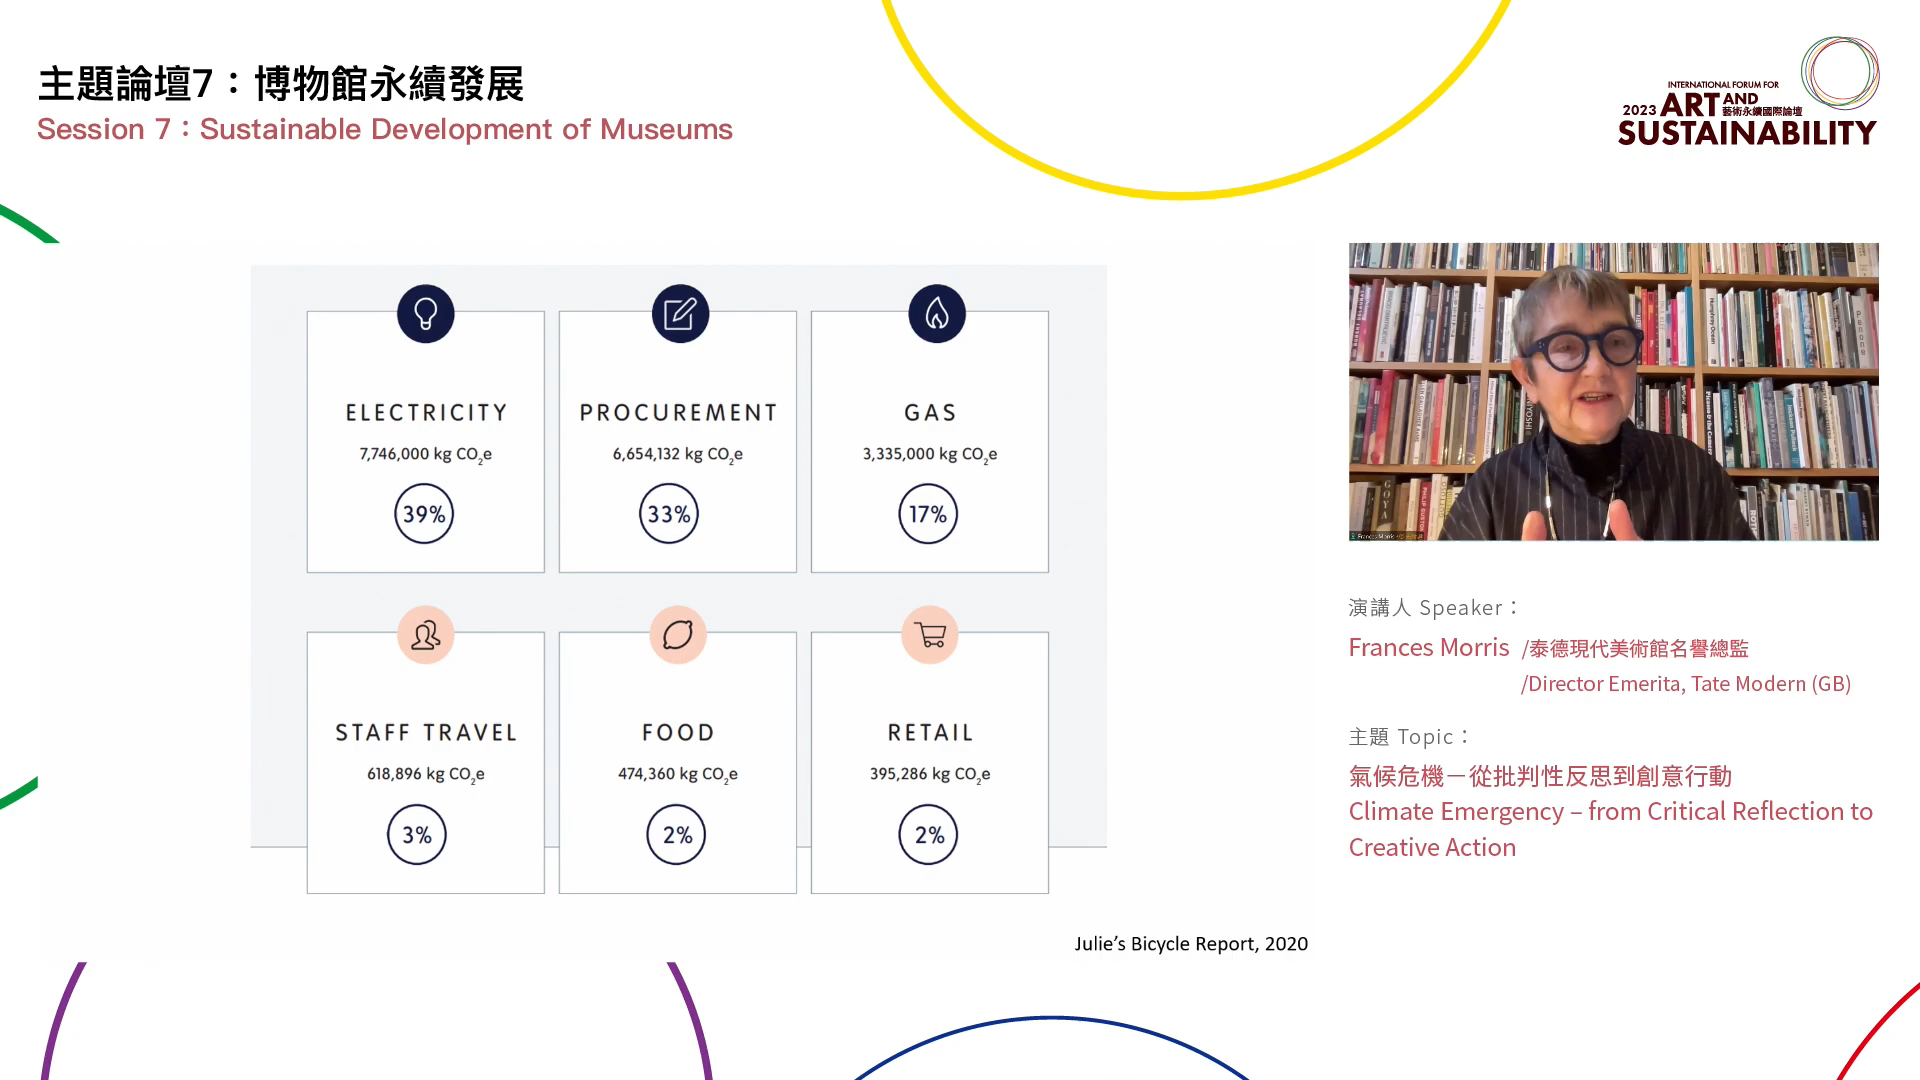 主題論壇7：博物館永續發展
Session 7：Sustainable Development of Museums
INTERNATIONAL FORUM FOR
2023 ART AND
藝術永續國際論壇
SUSTAINABILITY
ELECTRICITY
7,746,000 kg CO₂e
39%
PROCUREMENT
6,654,132 kg CO₂e
33%
GAS
3,335,000 kg CO₂e
17%
STAFF TRAVEL
618,896 kg CO₂e
3%
FOOD
474,360 kg CO₂e
2%
RETAIL
395,286 kg CO₂e
2%
Julie’s Bicycle Report, 2020
Penone
GOYA
PHILIP GUSTON
Frances Morris
演講人 Speaker：
Frances Morris /泰德現代美術館名譽總監
/Director Emerita, Tate Modern (GB)
主題 Topic：
氣候危機－從批判性反思到創意行動
Climate Emergency – from Critical Reflection to
Creative Action